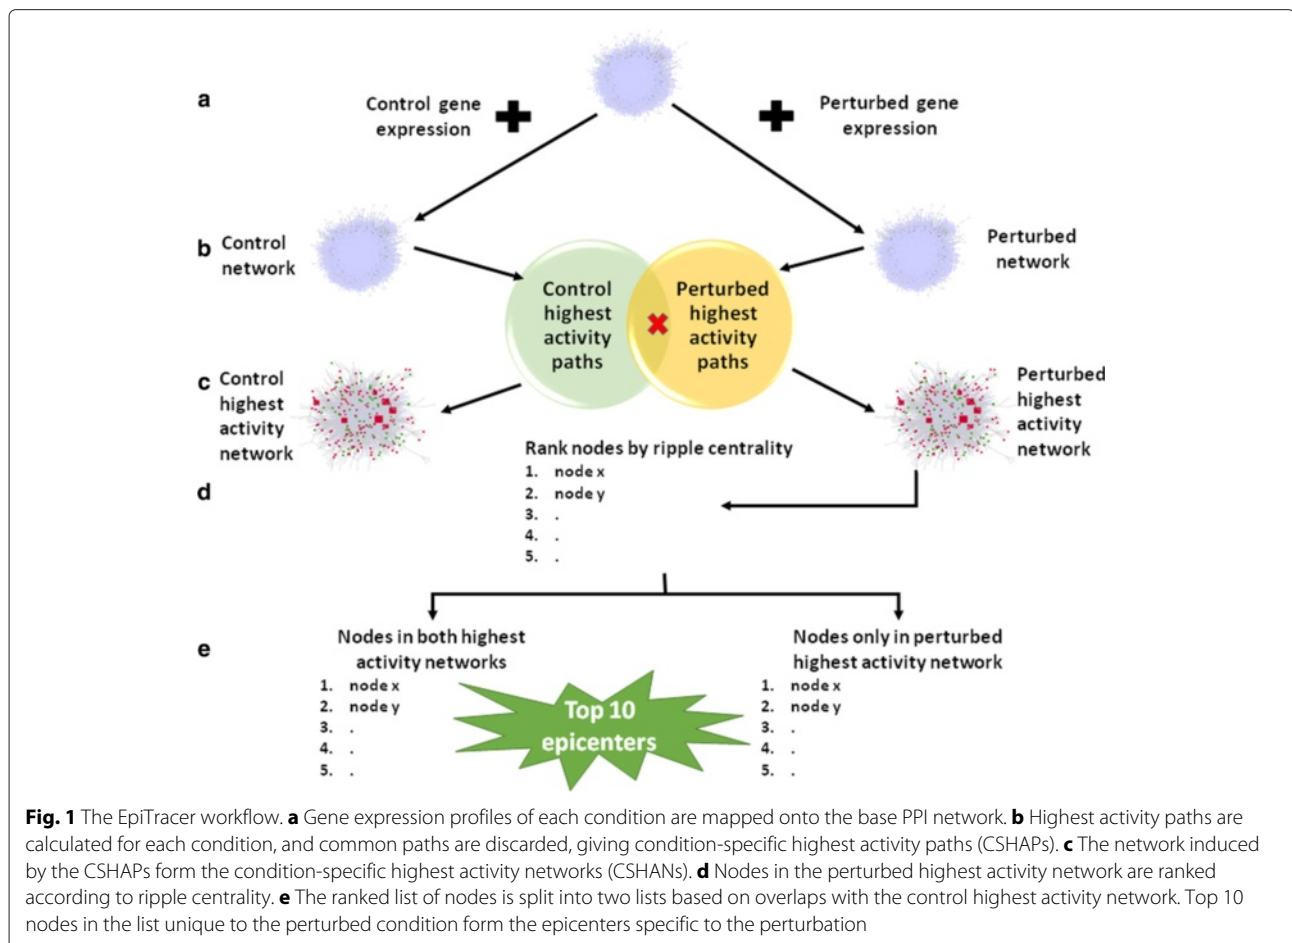 a
Control gene
expression
Perturbed gene
expression
b
Control
network
Perturbed
network
Control
highest
activity
paths
Perturbed
highest
activity
paths
c
Control
highest
activity
network
Perturbed
highest
activity
network
d
Rank nodes by ripple centrality
1. node x
2. node y
3. .
4. .
5. .
e
Nodes in both highest
activity networks
1. node x
2. node y
3. .
4. .
5. .
Top 10
epicenters
Nodes only in perturbed
highest activity network
1. node x
2. node y
3. .
4. .
5. .
Fig. 1 The EpiTracer workflow. a Gene expression profiles of each condition are mapped onto the base PPI network. b Highest activity paths are
calculated for each condition, and common paths are discarded, giving condition-specific highest activity paths (CSHAPs). c The network induced
by the CSHAPs form the condition-specific highest activity networks (CSHANs). d Nodes in the perturbed highest activity network are ranked
according to ripple centrality. e The ranked list of nodes is split into two lists based on overlaps with the control highest activity network. Top 10
nodes in the list unique to the perturbed condition form the epicenters specific to the perturbation